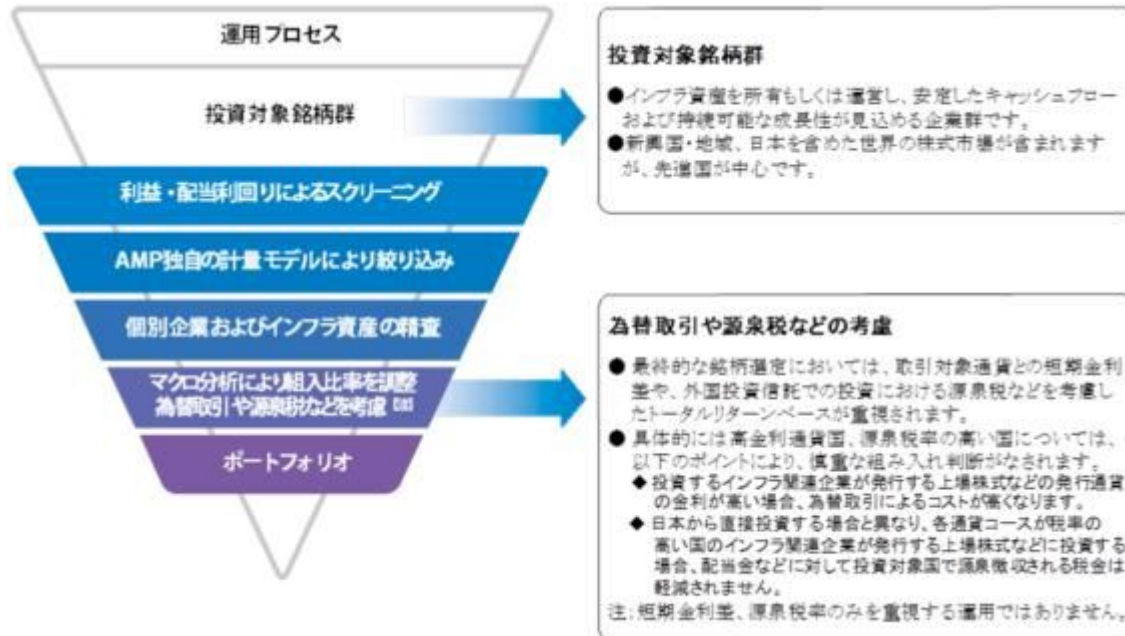 運用プロセス
投資対象銘柄群
利益・配当利回りによるスクリーニング
AMP独自の計量モデルにより絞り込み
個別企業およびインフラ資産の精査
マクロ分析により組入比率を調整
為替取引や源泉税などを考慮 [注]
ポートフォリオ
投資対象銘柄群
●インフラ資産を所有もしくは運営し、安定したキャッシュフロー
および持続可能な成長性が見込める企業群です。
●新興国・地域、日本を含めた世界の株式市場が含まれます
が、先進国が中心です。
為替取引や源泉税などの考慮
● 最終的な銘柄選定においては、取引対象通貨との短期金利
差や、外国投資信託での投資における源泉税などを考慮し
たトータルリターンベースが重視されます。
● 具体的には高金利通貨国、源泉税率の高い国については、
以下のポイントにより、慎重な組み入れ判断がなされます。
◆ 投資するインフラ関連企業が発行する上場株式などの発行通貨
の金利が高い場合、為替取引によるコストが高くなります。
◆ 日本から直接投資する場合と異なり、各通貨コースが税率の
高い国のインフラ関連企業が発行する上場株式などに投資する
場合、配当金などに対して投資対象国で源泉徴収される税金は
軽減されません。
注:短期金利差、源泉税率のみを重視する運用ではありません。